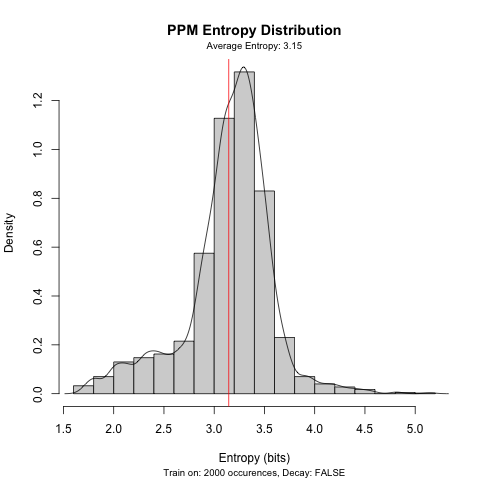 PPM Entropy Distribution
Average Entropy: 3.15
Density
1.2
1.0
0.8
0.6
0.4
0.2
0.0
1.5 2.0 2.5 3.0 3.5 4.0 4.5 5.0
Entropy (bits)
Train on: 2000 occurences, Decay: FALSE